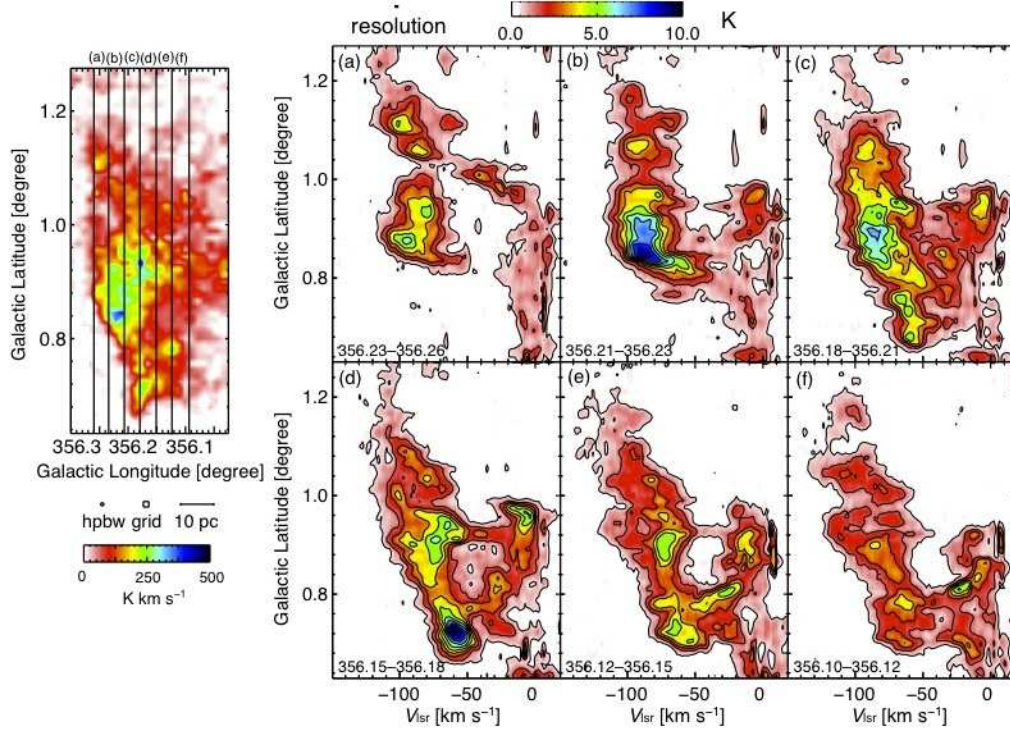 resolution
0.0 5.0 10.0 K
(a) (b) (c) (d) (e) (f)
1.2
1.0
0.8
Galactic Latitude [degree]
356.3 356.2 356.1
Galactic Longitude [degree]
hpbw grid 10 pc
0 250 500
K km s⁻¹
(a) (b) (c)
1.2
1.0
0.8
Galactic Latitude [degree]
Galactic Latitude [degree]
356.23−356.26 356.21−356.23 356.18−356.21
(d) (e) (f)
1.2
1.0
0.8
Galactic Latitude [degree]
356.15−356.18 356.12−356.15 356.10−356.12
−100 −50 0 −100 −50 0 −100 −50 0
Vlsr [km s⁻¹] Vlsr [km s⁻¹] Vlsr [km s⁻¹]